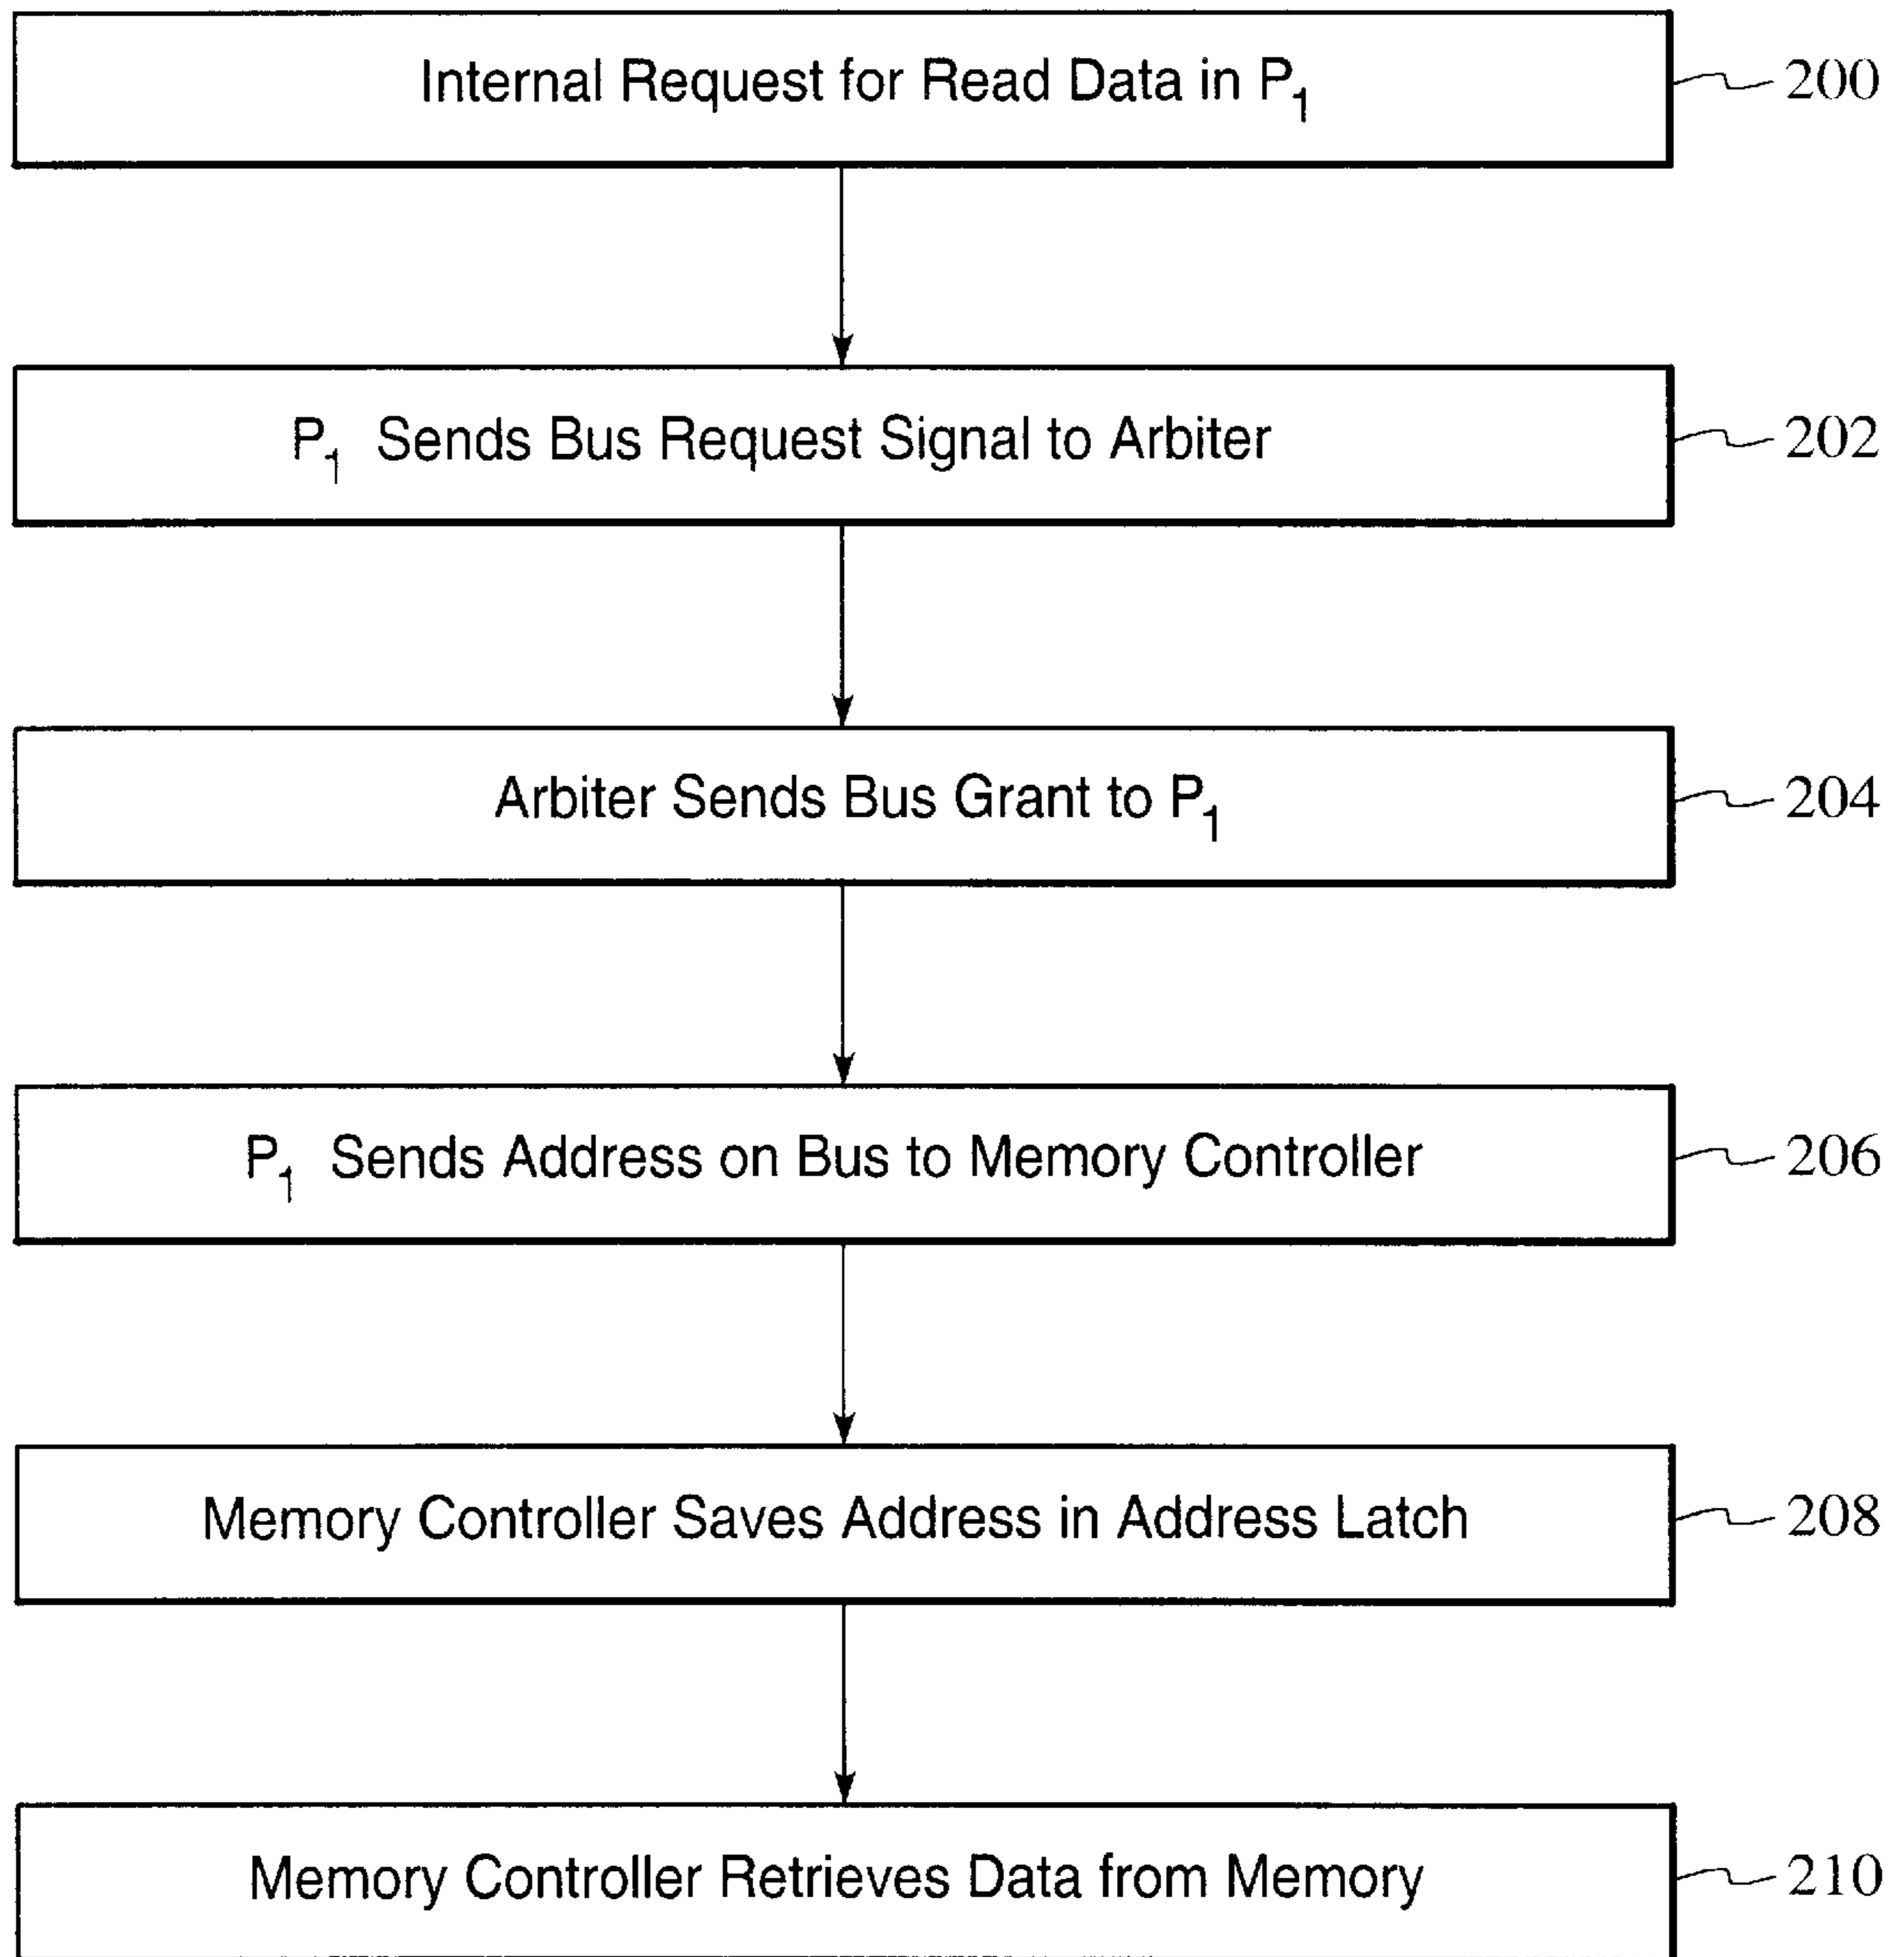 Internal Request for Read Data in P1 200
P1 Sends Bus Request Signal to Arbiter 202
Arbiter Sends Bus Grant to P1 204
P1 Sends Address on Bus to Memory Controller 206
Memory Controller Saves Address in Address Latch 208
Memory Controller Retrieves Data from Memory 210